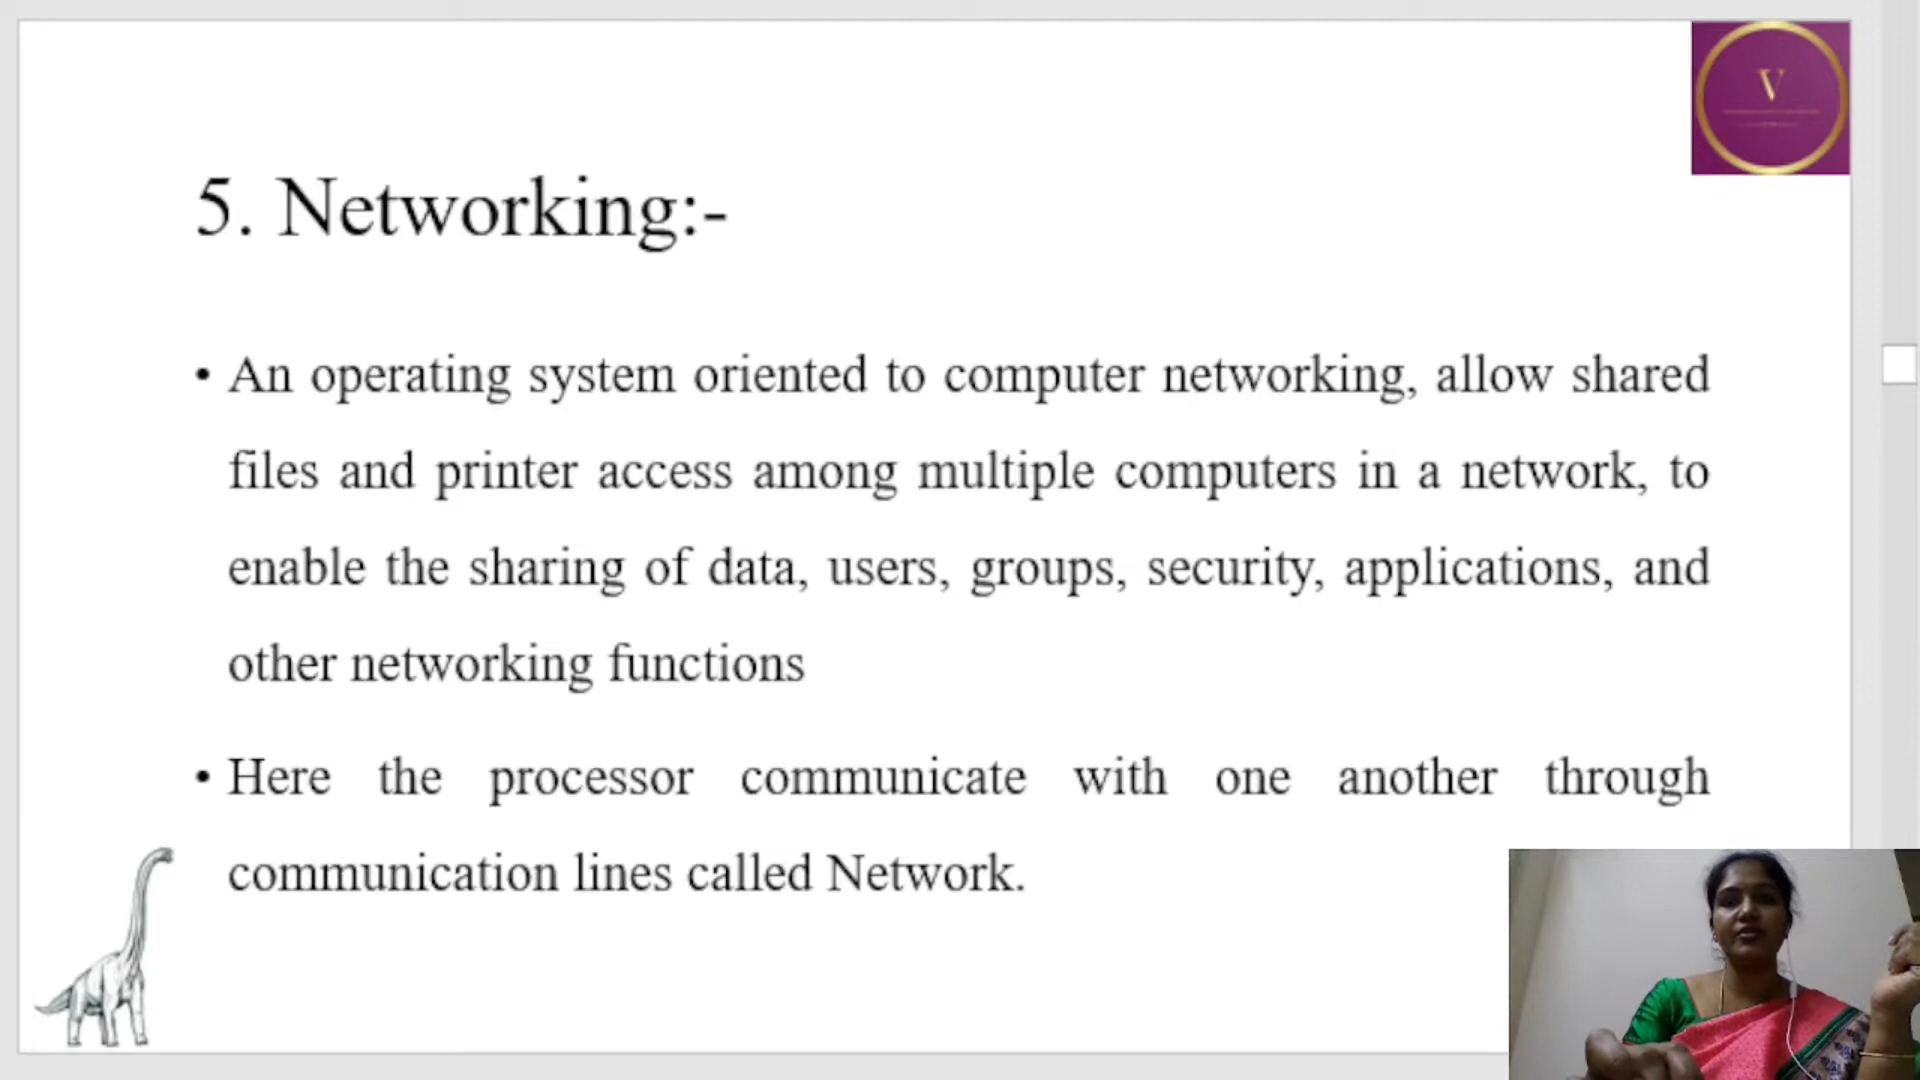 V
5. Networking:-
• An operating system oriented to computer networking, allow shared
files and printer access among multiple computers in a network, to
enable the sharing of data, users, groups, security, applications, and
other networking functions
• Here the processor communicate with one another through
communication lines called Network.